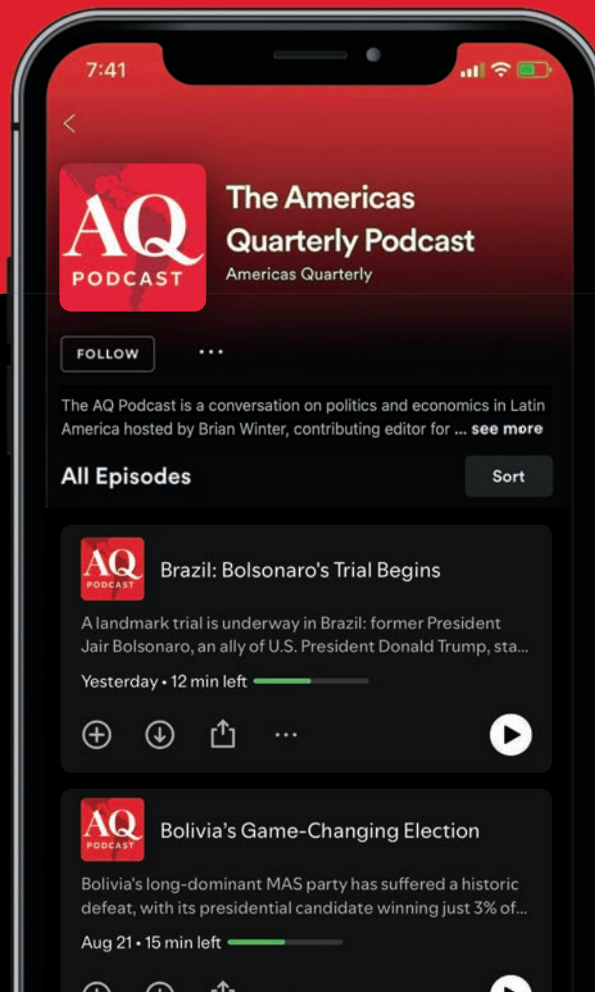 7:41
AQ
PODCAST
The Americas
Quarterly Podcast
Americas Quarterly
FOLLOW
The AQ Podcast is a conversation on politics and economics in Latin
America hosted by Brian Winter, contributing editor for ... see more
All Episodes
Sort
AQ
PODCAST
Brazil: Bolsonaro's Trial Begins
A landmark trial is underway in Brazil: former President
Jair Bolsonaro, an ally of U.S. President Donald Trump, sta...
Yesterday • 12 min left
AQ
PODCAST
Bolivia’s Game-Changing Election
Bolivia's long-dominant MAS party has suffered a historic
defeat, with its presidential candidate winning just 3% of...
Aug 21 • 15 min left